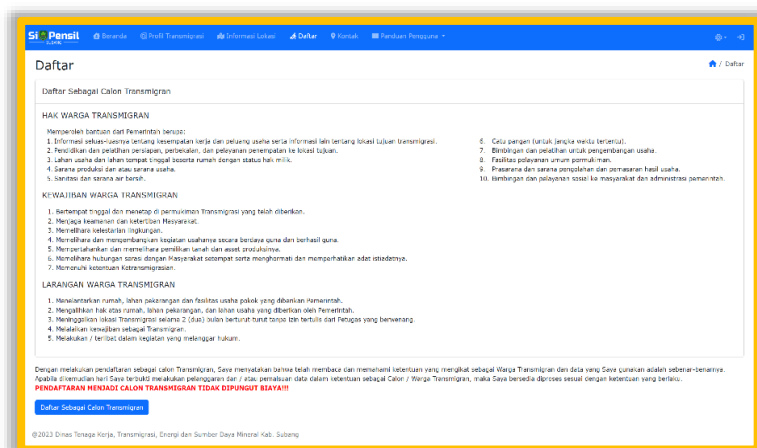 Si Pensil
SUBANG
Beranda Profil Transmigrasi Informasi Lokasi Daftar Kontak Panduan Pengguna
Daftar
/ Daftar
Daftar Sebagai Calon Transmigran
HAK WARGA TRANSMIGRAN
Memperoleh bantuan dari Pemerintah berupa:
1. Informasi seluas-luasnya tentang kesempatan kerja dan peluang usaha serta informasi lain tentang lokasi tujuan transmigrasi.
2. Pendidikan dan pelatihan persiapan, perbekalan, dan pelayanan penempatan ke lokasi tujuan.
3. Lahan usaha dan lahan tempat tinggal beserta rumah dengan status hak milik.
4. Sarana produksi dan atau sarana usaha.
5. Sanitasi dan sarana air bersih.
6. Catu pangan (untuk jangka waktu tertentu).
7. Bimbingan dan pelatihan untuk pengembangan usaha.
8. Fasilitas pelayanan umum permukiman.
9. Prasarana dan sarana pengolahan dan pemasaran hasil usaha.
10. Bimbingan dan pelayanan sosial ke masyarakat dan administrasi pemerintah.
KEWAJIBAN WARGA TRANSMIGRAN
1. Bertempat tinggal dan menetap di permukiman Transmigrasi yang telah diberikan.
2. Menjaga keamanan dan ketertiban Masyarakat.
3. Memelihara kelestarian lingkungan.
4. Memelihara dan mengembangkan kegiatan usahanya secara berdaya guna dan berhasil guna.
5. Mempertahankan dan memelihara pemilikan tanah dan asset produksinya.
6. Memelihara hubungan serasi dengan Masyarakat setempat serta menghormati dan memperhatikan adat istiadatnya.
7. Memenuhi ketentuan Ketransmigrasian.
LARANGAN WARGA TRANSMIGRAN
1. Menelantarkan rumah, lahan pekarangan dan fasilitas usaha pokok yang diberikan Pemerintah.
2. Mengalihkan hak atas rumah, lahan pekarangan, dan lahan usaha yang diberikan oleh Pemerintah.
3. Meninggalkan lokasi Transmigrasi selama 2 (dua) bulan berturut turut tanpa izin tertulis dari Petugas yang berwenang.
4. Melalaikan kewajiban sebagai Transmigran.
5. Melakukan / terlibat dalam kegiatan yang melanggar hukum.
Dengan melakukan pendaftaran sebagai calon Transmigran, Saya menyatakan bahwa telah membaca dan memahami ketentuan yang mengikat sebagai Warga Transmigran dan data yang Saya gunakan adalah sebenar-benarnya.
Apabila dikemudian hari Saya terbukti melakukan pelanggaran dan / atau pemalsuan data dalam ketentuan sebagai Calon / Warga Transmigran, maka Saya bersedia diproses sesuai dengan ketentuan yang berlaku.
PENDAFTARAN MENJADI CALON TRANSMIGRAN TIDAK DIPUNGUT BIAYA!!!
Daftar Sebagai Calon Transmigran
@2023 Dinas Tenaga Kerja, Transmigrasi, Energi dan Sumber Daya Mineral Kab. Subang